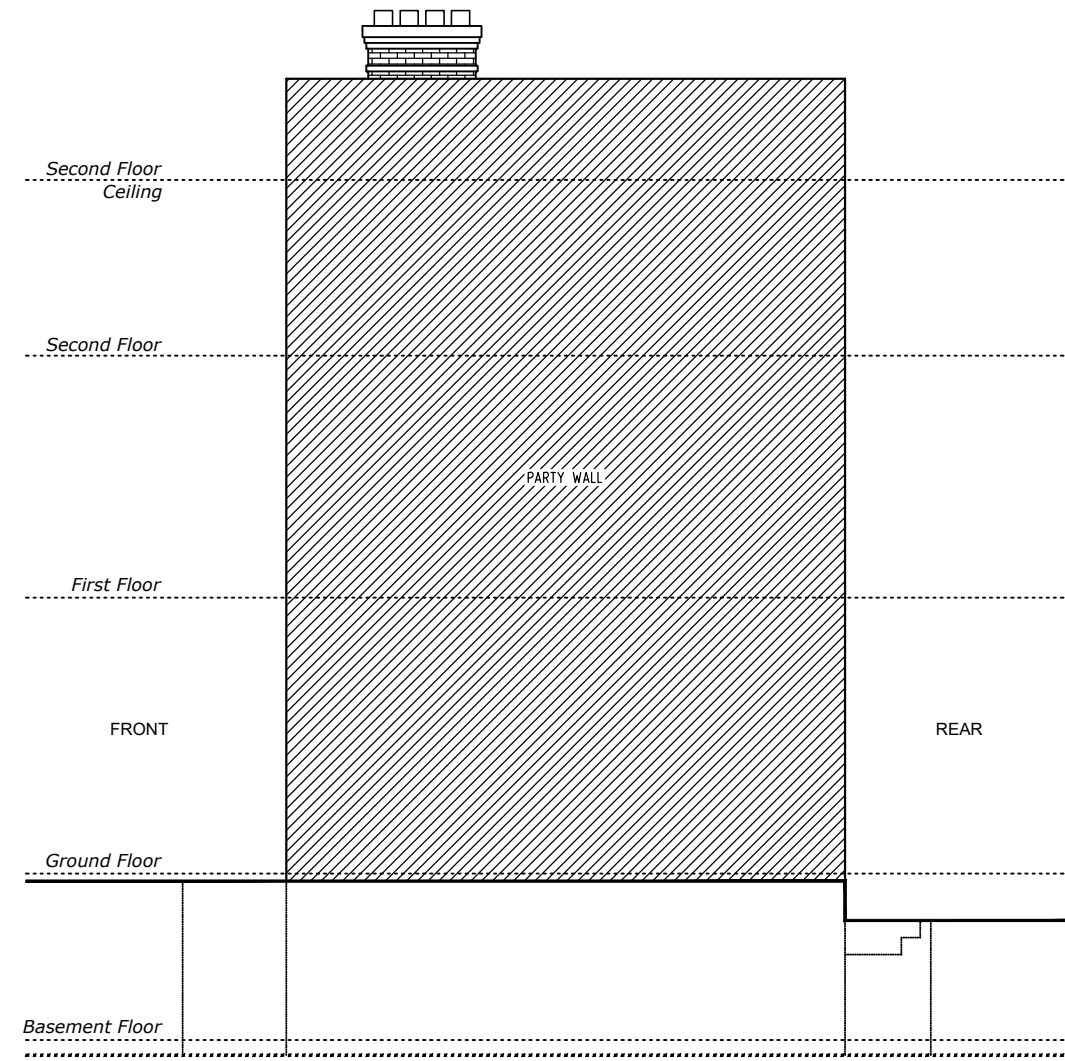 Second Floor
Ceiling
Second Floor
PARTY WALL
First Floor
FRONT
REAR
Ground Floor
Basement Floor